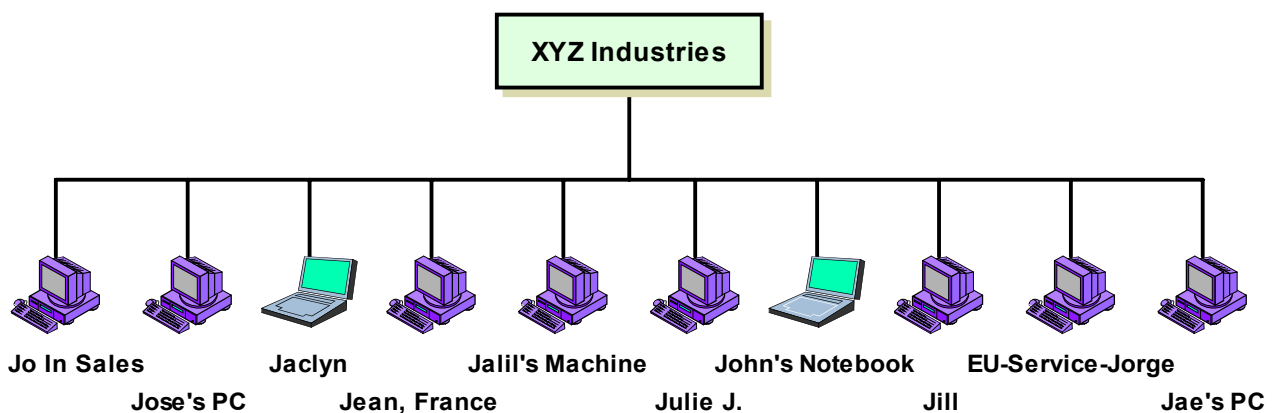 XYZ Industries
Jo In Sales
Jaclyn
Jalil's Machine
John's Notebook
EU-Service-Jorge
Jose's PC
Jean, France
Julie J.
Jill
Jae's PC